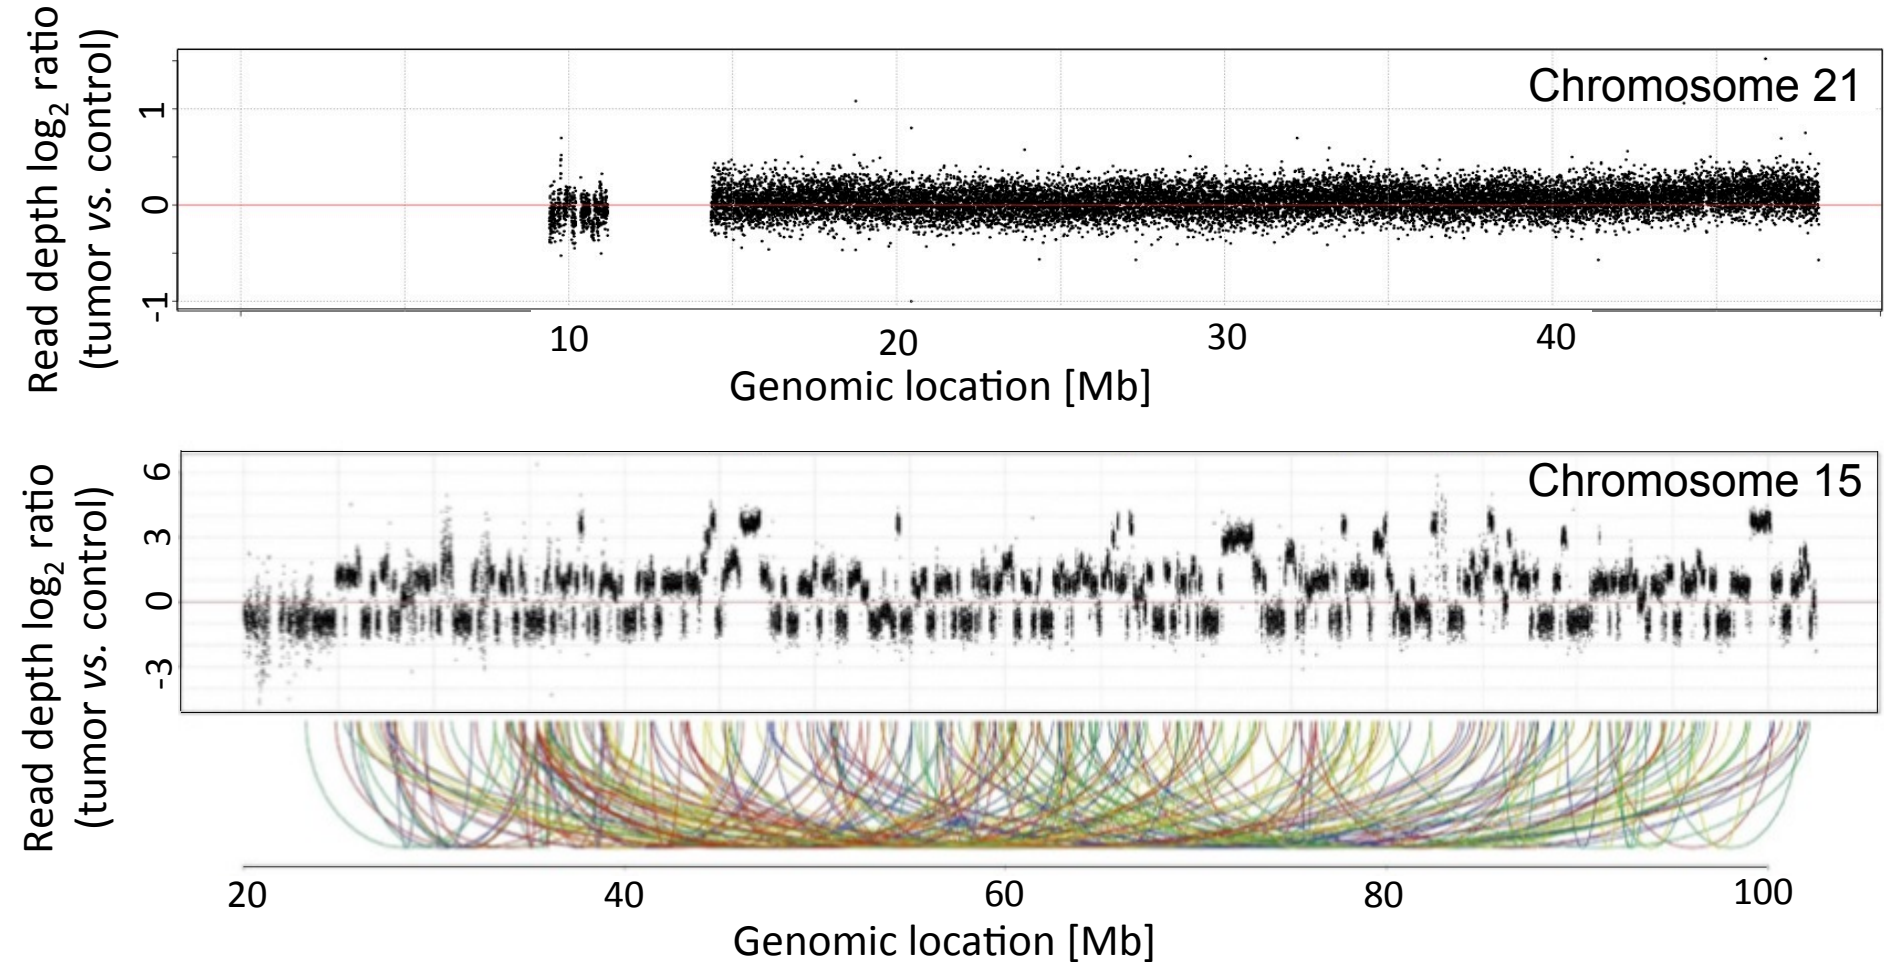 Read depth log2 ratio
(tumor vs. control)
Chromosome 21
1
0
-1
10 20 30 40
Genomic location [Mb]
Read depth log2 ratio
(tumor vs. control)
Chromosome 15
6
3
0
-3
20 40 60 80 100
Genomic location [Mb]